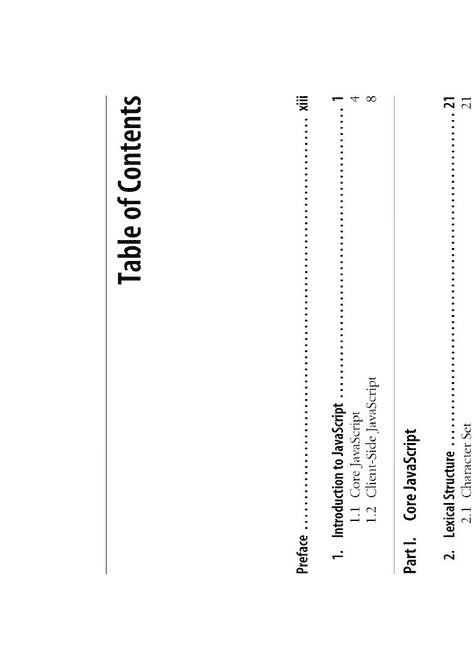 Table of Contents
Preface . . . . . . . . . . . . . . . . . . . . . . . . . . . . . . . . . . . . . . . . . . . . . . . . . . . . . . . . . . . . . . . . . . . . . . xiii
1. Introduction to JavaScript . . . . . . . . . . . . . . . . . . . . . . . . . . . . . . . . . . . . . . . . . . . . . . . . . . 1
1.1 Core JavaScript 4
1.2 Client-Side JavaScript 8
Part I. Core JavaScript
2. Lexical Structure . . . . . . . . . . . . . . . . . . . . . . . . . . . . . . . . . . . . . . . . . . . . . . . . . . . . . . . . . 21
2.1 Character Set 21